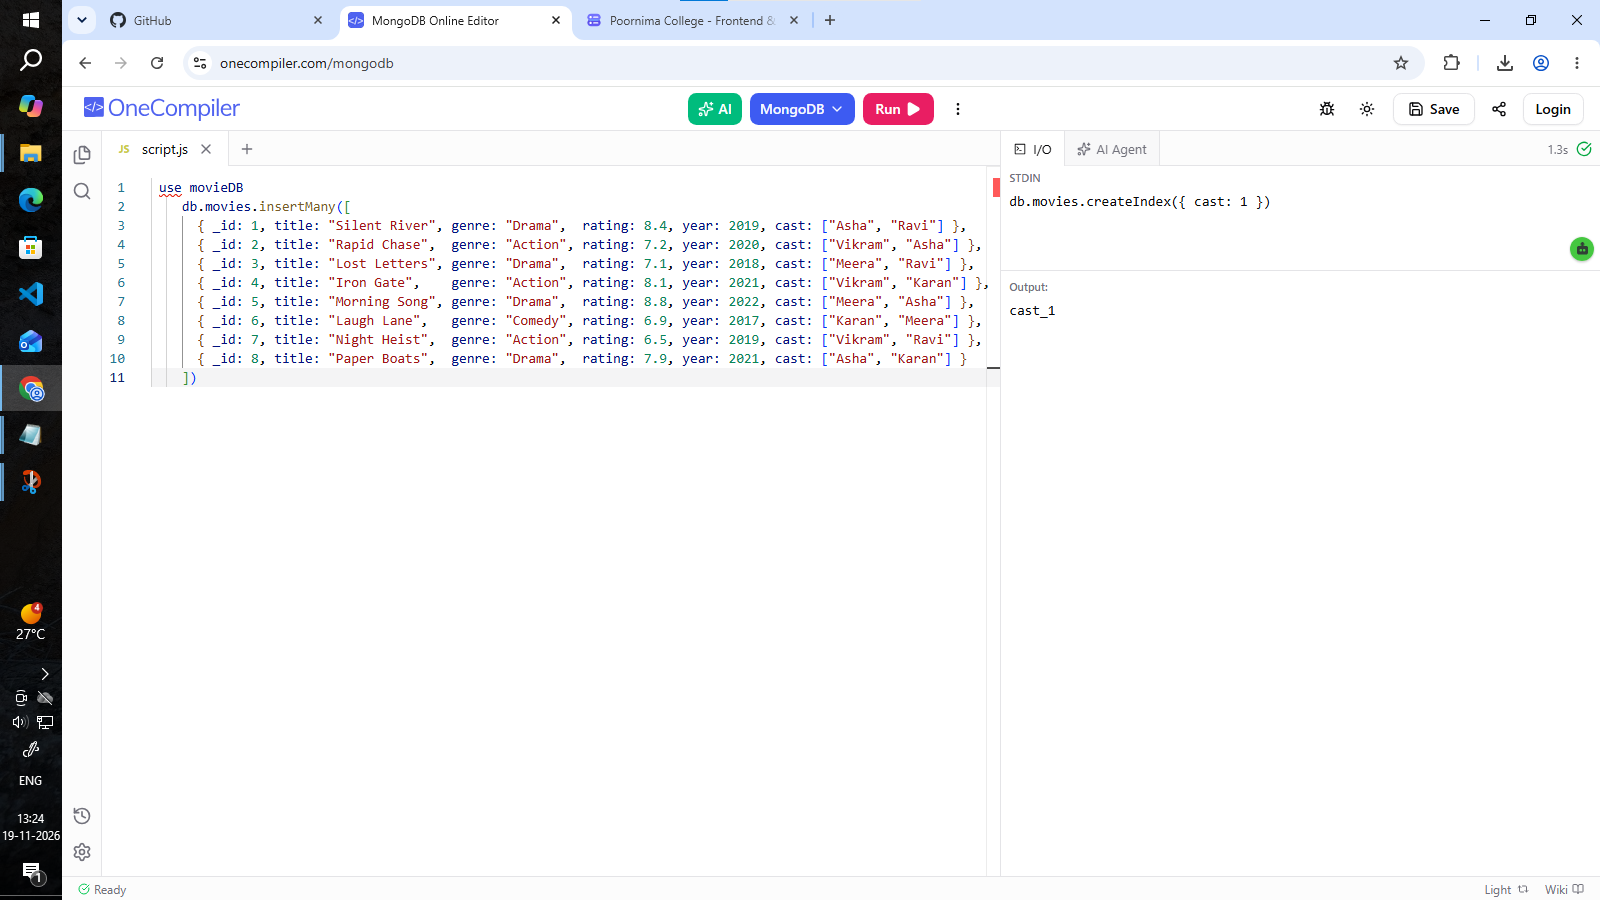 GitHub
MongoDB Online Editor
Poornima College - Frontend &
onecompiler.com/mongodb
</> OneCompiler
AI
MongoDB
Run
Save
Login
JS script.js
I/O
AI Agent
1.3s
1 use movieDB
2 db.movies.insertMany([
3 { _id: 1, title: "Silent River", genre: "Drama", rating: 8.4, year: 2019, cast: ["Asha", "Ravi"] },
4 { _id: 2, title: "Rapid Chase", genre: "Action", rating: 7.2, year: 2020, cast: ["Vikram", "Asha"] },
5 { _id: 3, title: "Lost Letters", genre: "Drama", rating: 7.1, year: 2018, cast: ["Meera", "Ravi"] },
6 { _id: 4, title: "Iron Gate", genre: "Action", rating: 8.1, year: 2021, cast: ["Vikram", "Karan"] },
7 { _id: 5, title: "Morning Song", genre: "Drama", rating: 8.8, year: 2022, cast: ["Meera", "Asha"] },
8 { _id: 6, title: "Laugh Lane", genre: "Comedy", rating: 6.9, year: 2017, cast: ["Karan", "Meera"] },
9 { _id: 7, title: "Night Heist", genre: "Action", rating: 6.5, year: 2019, cast: ["Vikram", "Ravi"] },
10 { _id: 8, title: "Paper Boats", genre: "Drama", rating: 7.9, year: 2021, cast: ["Asha", "Karan"] }
11 ])
STDIN
db.movies.createIndex({ cast: 1 })
Output:
cast_1
4
27°C
ENG
13:24
19-11-2026
1
Ready
Light
Wiki